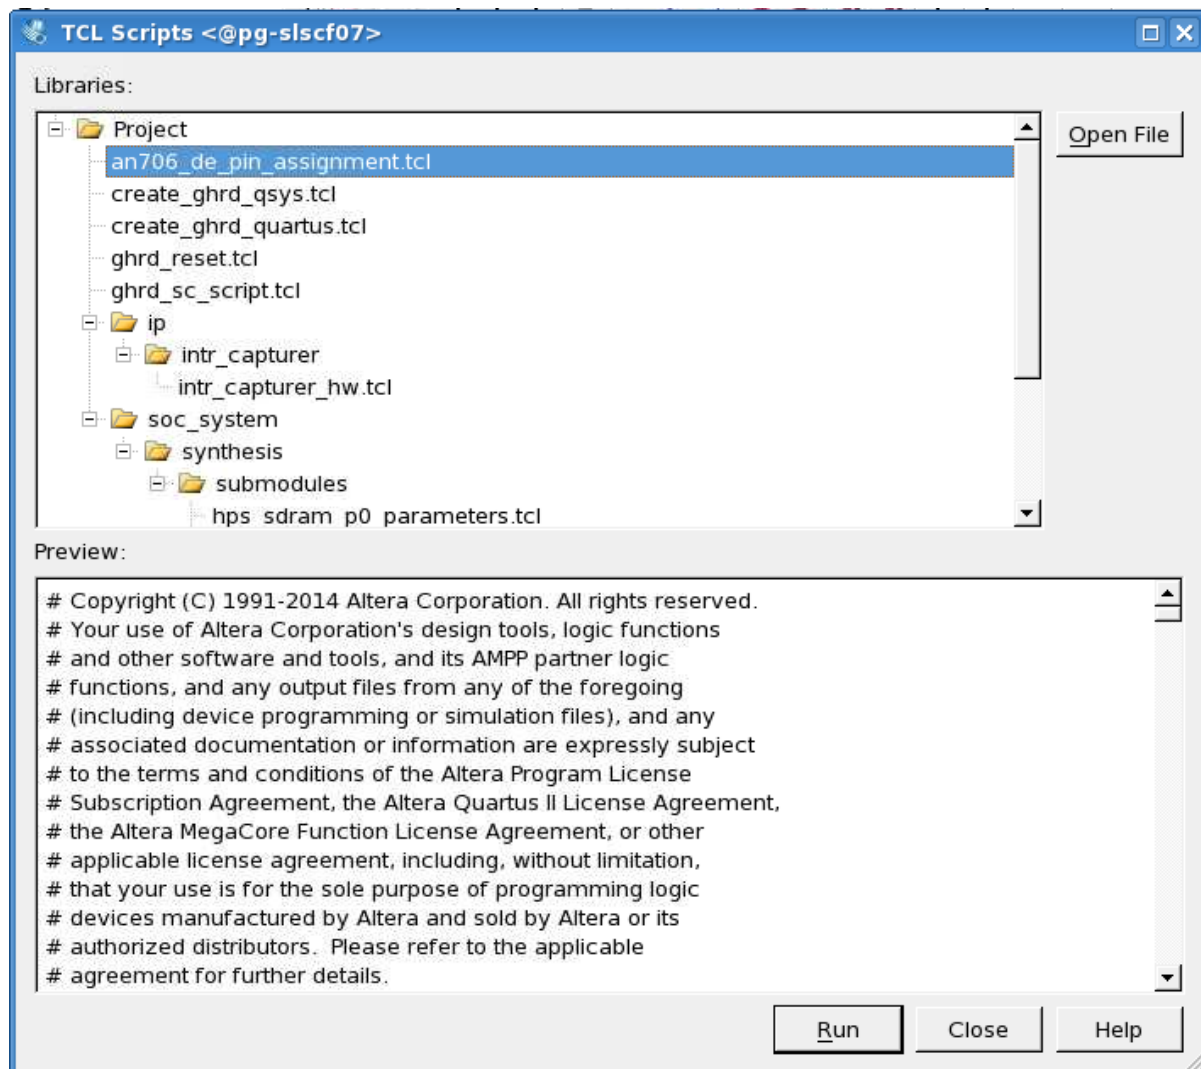 TCL Scripts <@pg-slscf07>
Libraries:
Project
Open File
an706_de_pin_assignment.tcl
create_ghrd_qsys.tcl
create_ghrd_quartus.tcl
ghrd_reset.tcl
ghrd_sc_script.tcl
ip
intr_capturer
intr_capturer_hw.tcl
soc_system
synthesis
submodules
hps_sdram_p0_parameters.tcl
Preview:
# Copyright (C) 1991-2014 Altera Corporation. All rights reserved.
# Your use of Altera Corporation's design tools, logic functions
# and other software and tools, and its AMPP partner logic
# functions, and any output files from any of the foregoing
# (including device programming or simulation files), and any
# associated documentation or information are expressly subject
# to the terms and conditions of the Altera Program License
# Subscription Agreement, the Altera Quartus II License Agreement,
# the Altera MegaCore Function License Agreement, or other
# applicable license agreement, including, without limitation,
# that your use is for the sole purpose of programming logic
# devices manufactured by Altera and sold by Altera or its
# authorized distributors.  Please refer to the applicable
# agreement for further details.
Run
Close
Help